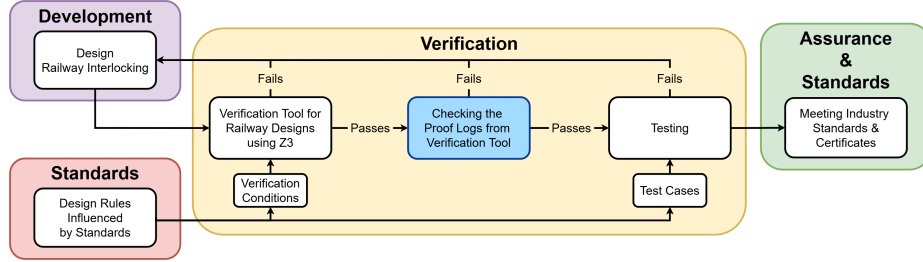 Development
Design
Railway Interlocking
Standards
Design Rules
Influenced
by Standards
Verification
Fails
Fails
Fails
Verification Tool for
Railway Designs
using Z3
Passes
Checking the
Proof Logs from
Verification Tool
Passes
Testing
Verification
Conditions
Test Cases
Assurance
&
Standards
Meeting Industry
Standards &
Certificates